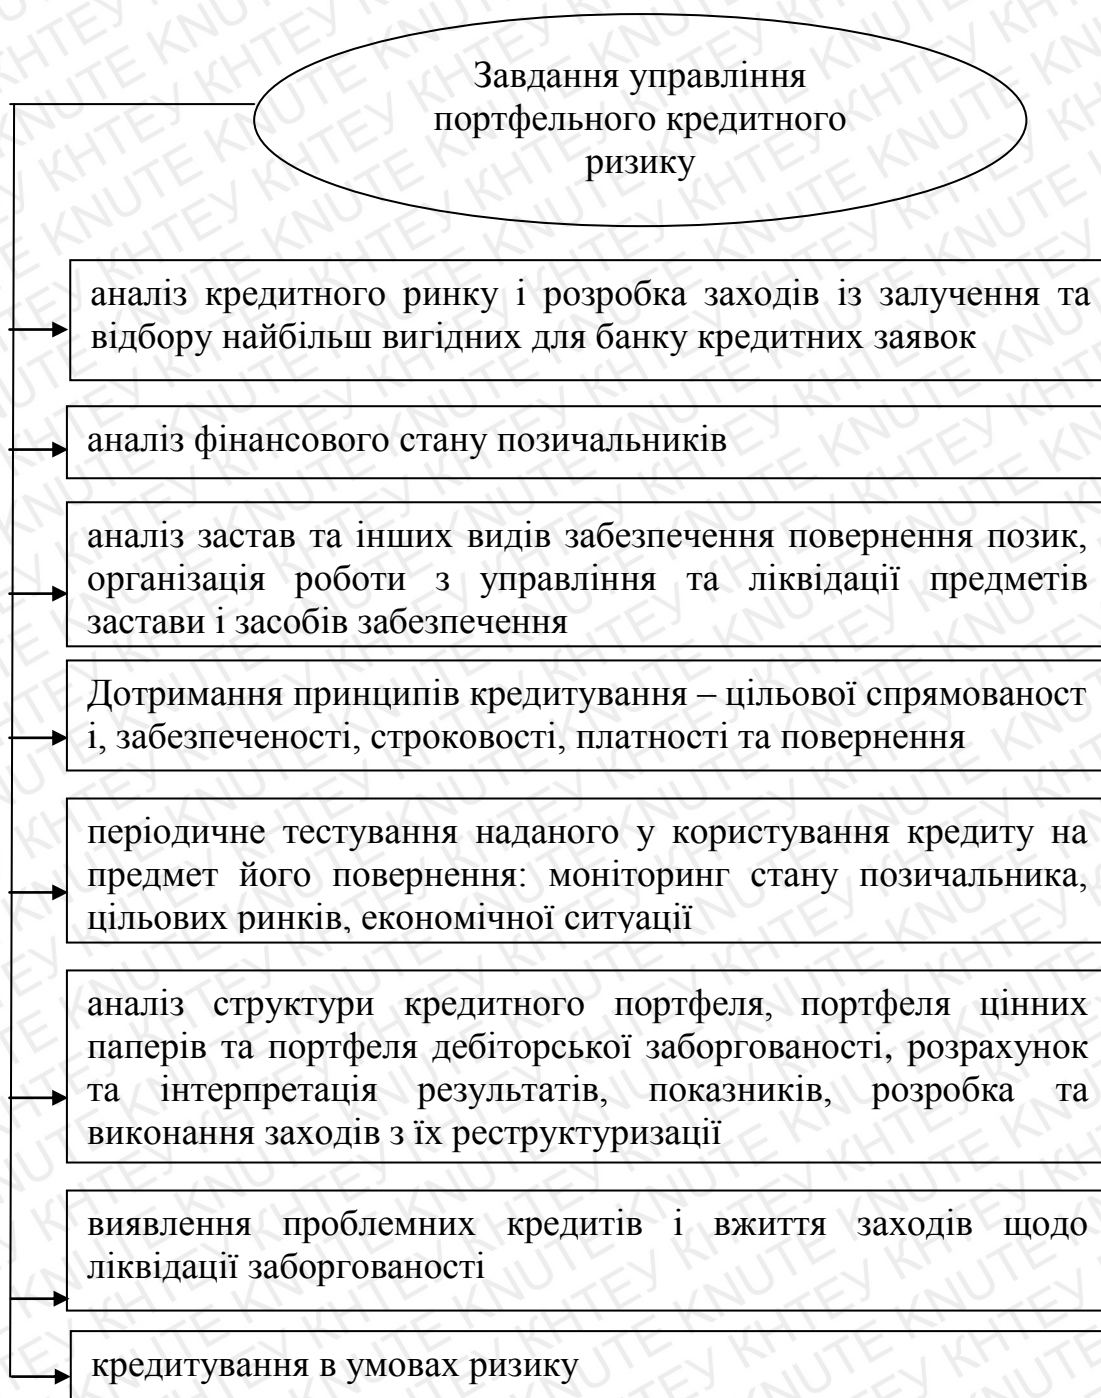 Завдання управління
портфельного кредитного
ризику
аналіз кредитного ринку і розробка заходів із залучення та
відбору найбільш вигідних для банку кредитних заявок
аналіз фінансового стану позичальників
аналіз застав та інших видів забезпечення повернення позик,
організація роботи з управління та ліквідації предметів
застави і засобів забезпечення
Дотримання принципів кредитування – цільової спрямованост
і, забезпеченості, строковості, платності та повернення
періодичне тестування наданого у користування кредиту на
предмет його повернення: моніторинг стану позичальника,
цільових ринків, економічної ситуації
аналіз структури кредитного портфеля, портфеля цінних
паперів та портфеля дебіторської заборгованості, розрахунок
та інтерпретація результатів, показників, розробка та
виконання заходів з їх реструктуризації
виявлення проблемних кредитів і вжиття заходів щодо
ліквідації заборгованості
кредитування в умовах ризику